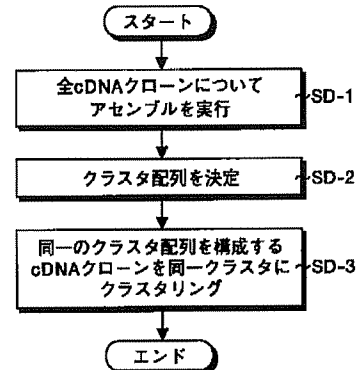 スタート
全cDNAクローンについて
アセンブルを実行
SD-1
クラスタ配列を決定
SD-2
同一のクラスタ配列を構成する
cDNAクローンを同一クラスタに
クラスタリング
SD-3
エンド